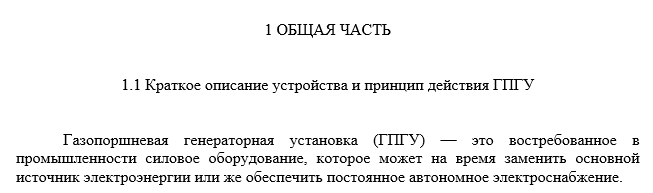 1 ОБЩАЯ ЧАСТЬ
1.1 Краткое описание устройства и принцип действия ГПГУ
Газопоршневая генераторная установка (ГПГУ) — это востребованное в
промышленности силовое оборудование, которое может на время заменить основной
источник электроэнергии или же обеспечить постоянное автономное электроснабжение.